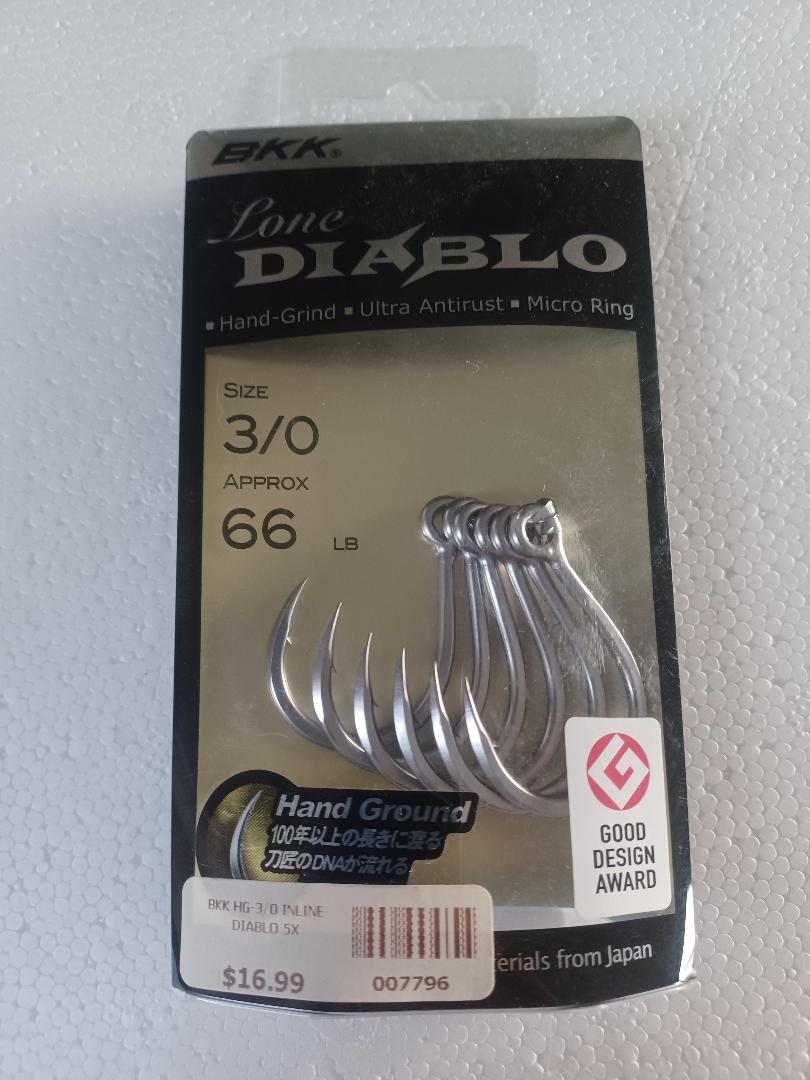 BKK®
Lone
DIABLO
▪ Hand-Grind ▪ Ultra Antirust ▪ Micro Ring
SIZE
3/0
APPROX
66 LB
Hand Ground
100年以上の長きに渡る
刀匠のDNAが流れる
G
GOOD
DESIGN
AWARD
BKK HG-3/0 INLINE
DIABLO 5X
$16.99
007796
from Japan